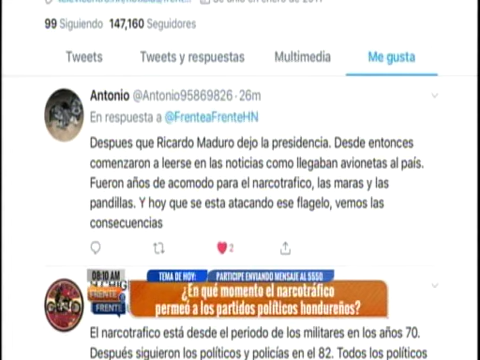 99 Siguiendo 147,160 Seguidores
Tweets Tweets y respuestas Multimedia Me gusta
Antonio @Antonio95869826 · 26m
En respuesta a @FrenteaFrenteHN
Despues que Ricardo Maduro dejo la presidencia. Desde entonces
comenzaron a leerse en las noticias como llegaban avionetas al país.
Fueron años de acomodo para el narcotrafico, las maras y las
pandillas. Y hoy que se esta atacando ese flagelo, vemos las
consecuencias
2
08:10 AM
TEMA DE HOY: PARTICIPE ENVIANDO MENSAJE AL 5550
FRENTE
FRENTE
¿En qué momento el narcotráfico
permeó a los partidos políticos hondureños?
El narcotrafico está desde el periodo de los militares en los años 70.
Después siguieron los políticos y policías en el 82. Todos los políticos